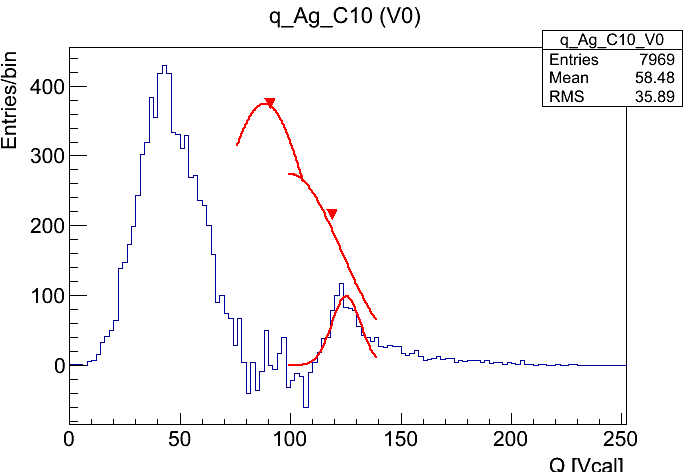 q_Ag_C10 (V0)
q_Ag_C10_V0
Entries 7969
Mean 58.48
RMS 35.89
Entries/bin
400
300
200
100
0
0 50 100 150 200 250
Q [Vcal]